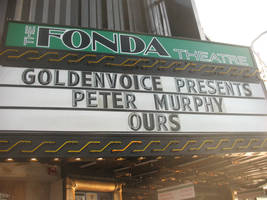 THE FONDA THEATRE
GOLDENVOICE PRESENTS
PETER MURPHY
OURS